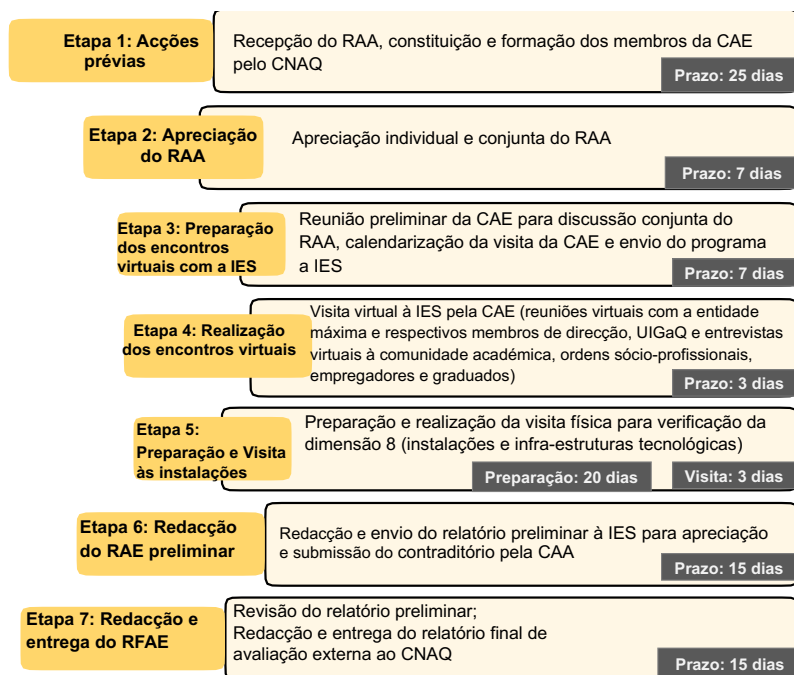 Etapa 1: Acções
prévias
Recepção do RAA, constituição e formação dos membros da CAE
pelo CNAQ
Prazo: 25 dias
Etapa 2: Apreciação
do RAA
Apreciação individual e conjunta do RAA
Prazo: 7 dias
Etapa 3: Preparação
dos encontros
virtuais com a IES
Reunião preliminar da CAE para discussão conjunta do
RAA, calendarização da visita da CAE e envio do programa
a IES
Prazo: 7 dias
Etapa 4: Realização
dos encontros virtuais
Visita virtual à IES pela CAE (reuniões virtuais com a entidade
máxima e respectivos membros de direcção, UIGaQ e entrevistas
virtuais à comunidade académica, ordens sócio-profissionais,
empregadores e graduados)
Prazo: 3 dias
Etapa 5:
Preparação e Visita
às instalações
Preparação e realização da visita física para verificação da
dimensão 8 (instalações e infra-estruturas tecnológicas)
Preparação: 20 dias
Visita: 3 dias
Etapa 6: Redacção
do RAE preliminar
Redacção e envio do relatório preliminar à IES para apreciação
e submissão do contraditório pela CAA
Prazo: 15 dias
Etapa 7: Redacção e
entrega do RFAE
Revisão do relatório preliminar;
Redacção e entrega do relatório final de
avaliação externa ao CNAQ
Prazo: 15 dias